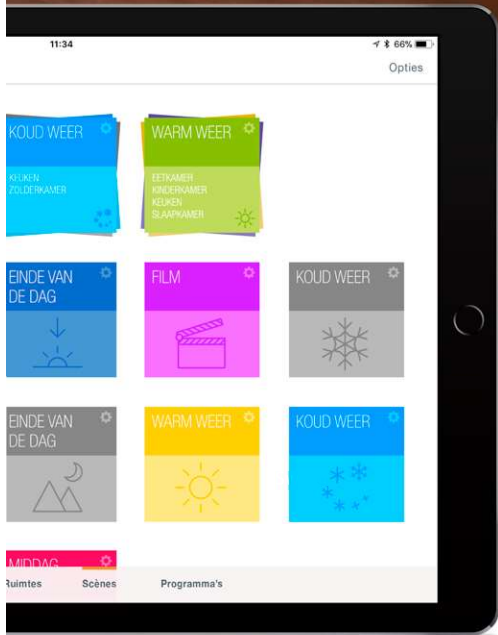 11:34
66%
Opties
KOUD WEER
KEUKEN
ZOLDERKAMER
WARM WEER
EETKAMER
KINDERKAMER
KEUKEN
SLAAPKAMER
EINDE VAN
DE DAG
FILM
KOUD WEER
EINDE VAN
DE DAG
WARM WEER
KOUD WEER
MIDDAG
Ruimtes
Scènes
Programma's